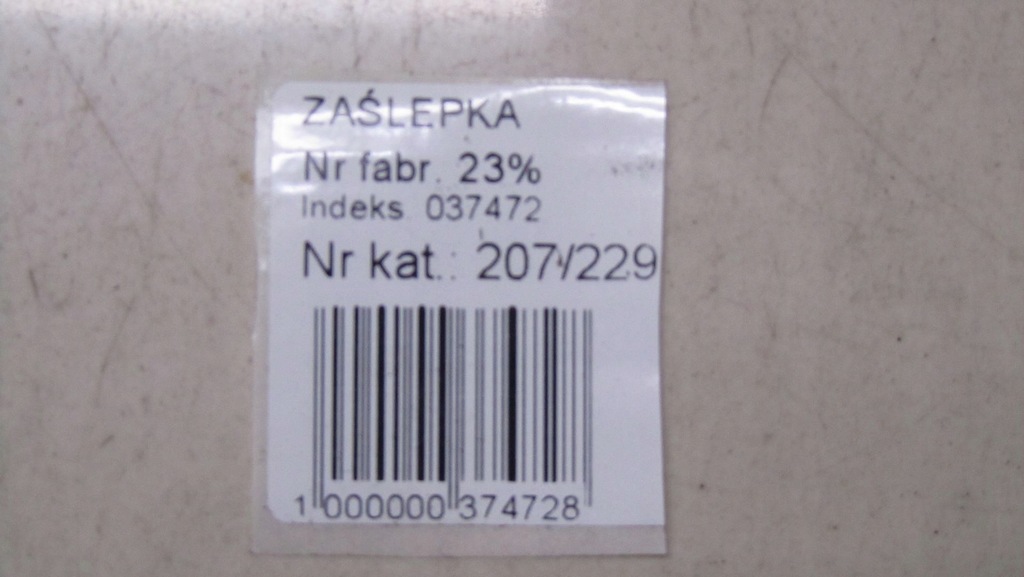 ZAŚLEPKA
Nr fabr. 23%
Indeks 037472
Nr kat.: 207/229
1 000000 374728